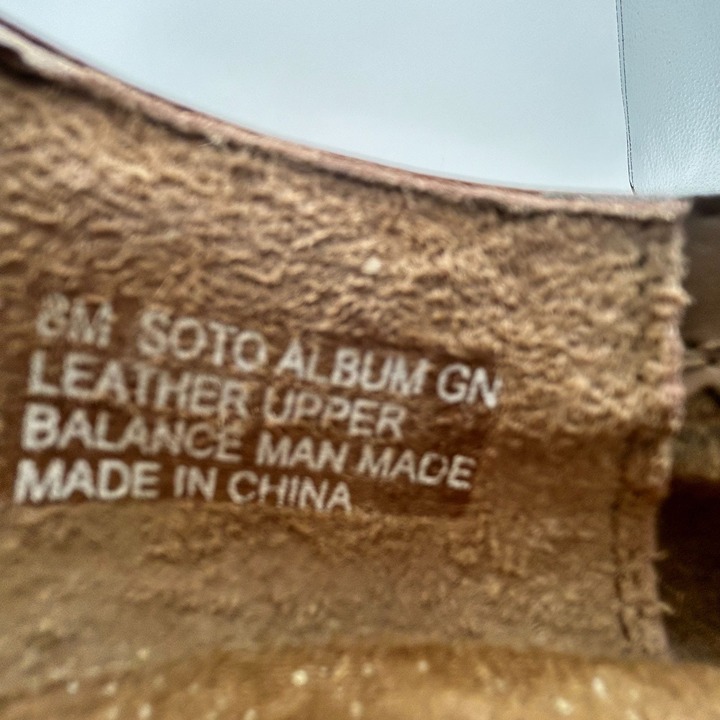 8M SOTO ALBUM GN
LEATHER UPPER
BALANCE MAN MADE
MADE IN CHINA